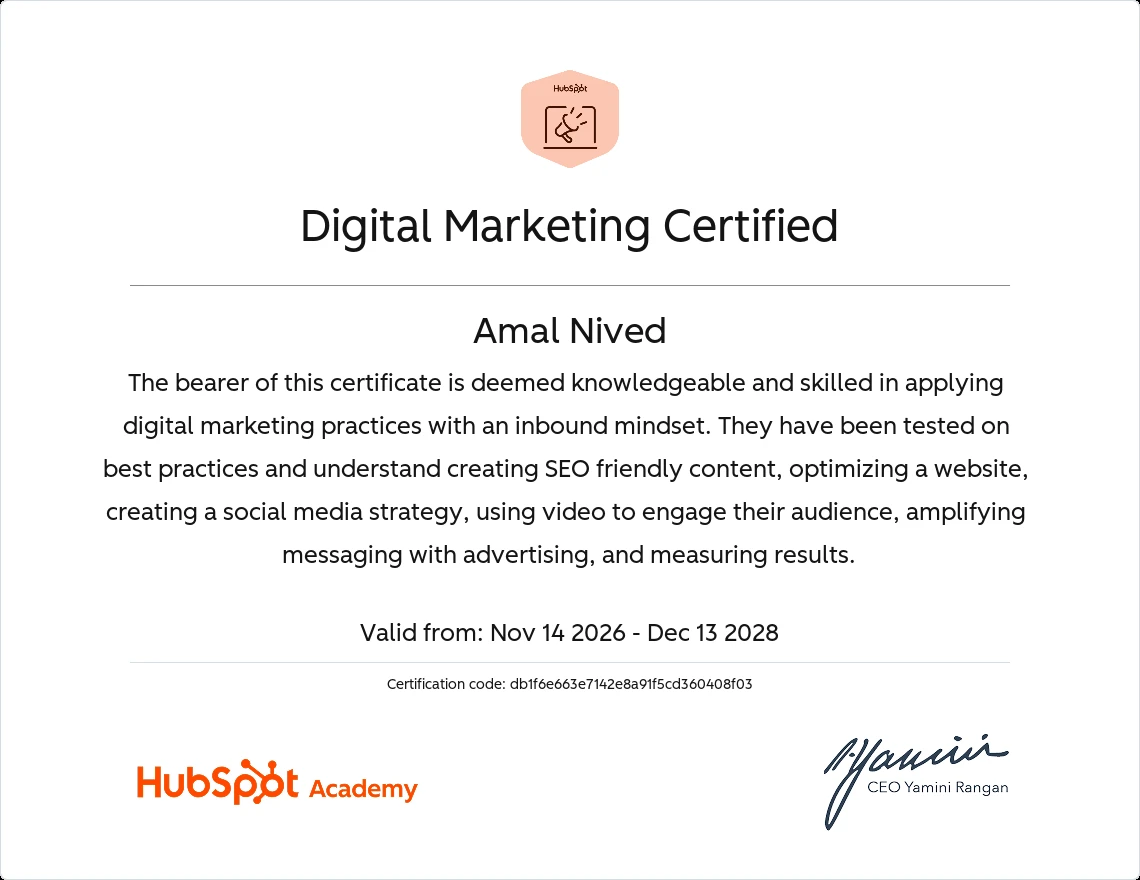 HubSpot
Digital Marketing Certified
Amal Nived
The bearer of this certificate is deemed knowledgeable and skilled in applying
digital marketing practices with an inbound mindset. They have been tested on
best practices and understand creating SEO friendly content, optimizing a website,
creating a social media strategy, using video to engage their audience, amplifying
messaging with advertising, and measuring results.
Valid from: Nov 14 2026 - Dec 13 2028
Certification code: db1f6e663e7142e8a91f5cd360408f03
HubSpot Academy
Yamini
CEO Yamini Rangan